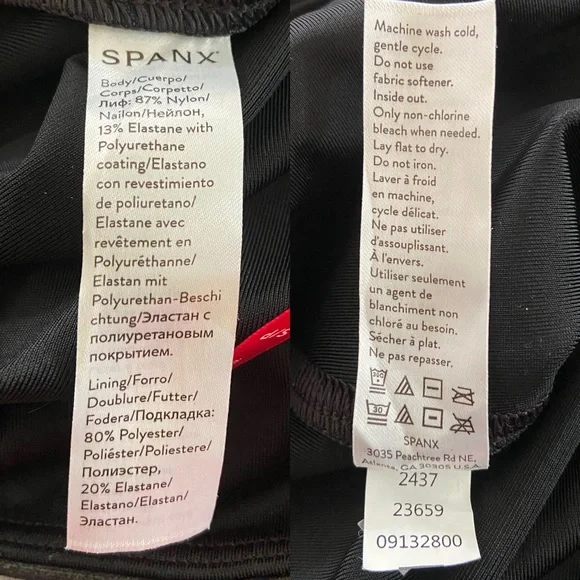 SPANX
Body/Cuerpo/
Corps/Corpetto/
Лиф: 87% Nylon/
Nailon/Нейлон,
13% Elastane with
Polyurethane
coating/Elastano
con revestimiento
de poliuretano/
Elastane avec
revêtement en
Polyuréthanne/
Elastan mit
Polyurethan-Beschi
chtung/Эластан с
полиуретановым
покрытием.
Lining/Forro/
Doublure/Futter/
Fodera/Подкладка:
80% Polyester/
Poliéster/Poliestere/
Полиэстер,
20% Elastane/
Elastano/Elastan/
Эластан.
Machine wash cold,
gentle cycle.
Do not use
fabric softener.
Inside out.
Only non-chlorine
bleach when needed.
Lay flat to dry.
Do not iron.
Laver à froid
en machine,
cycle délicat.
Ne pas utiliser
d'assouplissant.
À l'envers.
Utiliser seulement
un agent de
blanchiment non
chloré au besoin.
Sécher à plat.
Ne pas repasser.
30
SPANX
3035 Peachtree Rd NE,
Atlanta, GA 30305 U.S.A
2437
23659
09132800